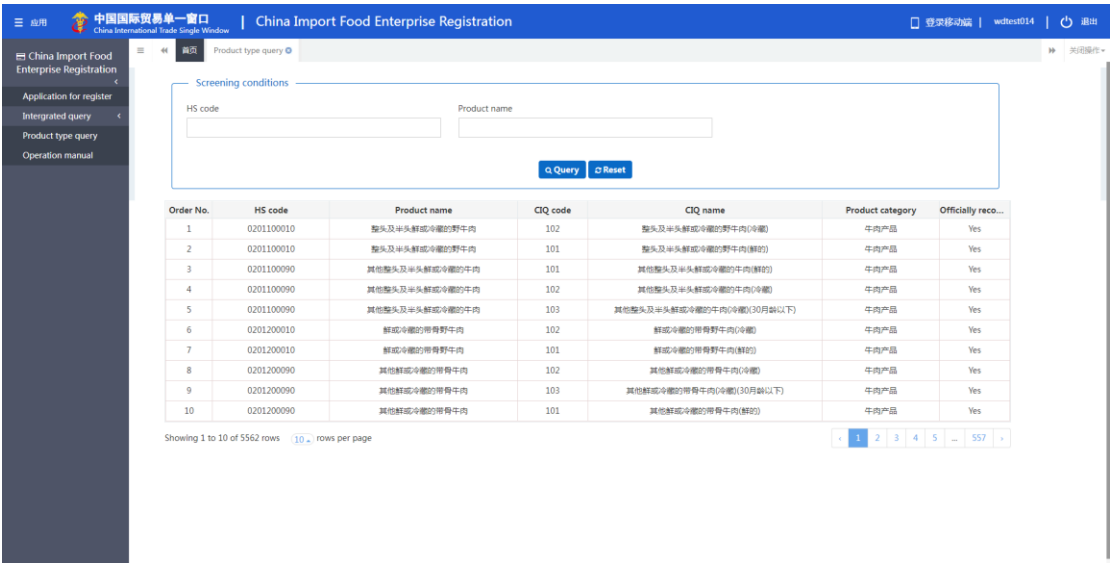 应用
中国国际贸易单一窗口
China International Trade Single Window
China Import Food Enterprise Registration
登录移动端
wdtest014
退出
China Import Food Enterprise Registration
首页
Product type query
关闭操作
Application for register
Intergrated query
Product type query
Operation manual
Screening conditions
HS code
Product name
Query
Reset
Order No. HS code Product name CIQ code CIQ name Product category Officially reco...
1 0201100010 整头及半头鲜或冷藏的野牛肉 102 整头及半头鲜或冷藏的野牛肉(冷藏) 牛肉产品 Yes
2 0201100010 整头及半头鲜或冷藏的野牛肉 101 整头及半头鲜或冷藏的野牛肉(鲜的) 牛肉产品 Yes
3 0201100090 其他整头及半头鲜或冷藏的牛肉 101 其他整头及半头鲜或冷藏的牛肉(鲜的) 牛肉产品 Yes
4 0201100090 其他整头及半头鲜或冷藏的牛肉 102 其他整头及半头鲜或冷藏的牛肉(冷藏) 牛肉产品 Yes
5 0201100090 其他整头及半头鲜或冷藏的牛肉 103 其他整头及半头鲜或冷藏的牛肉(冷藏)(30月龄以下) 牛肉产品 Yes
6 0201200010 鲜或冷藏的带骨野牛肉 102 鲜或冷藏的带骨野牛肉(冷藏) 牛肉产品 Yes
7 0201200010 鲜或冷藏的带骨野牛肉 101 鲜或冷藏的带骨野牛肉(鲜的) 牛肉产品 Yes
8 0201200090 其他鲜或冷藏的带骨牛肉 102 其他鲜或冷藏的带骨牛肉(冷藏) 牛肉产品 Yes
9 0201200090 其他鲜或冷藏的带骨牛肉 103 其他鲜或冷藏的带骨牛肉(冷藏)(30月龄以下) 牛肉产品 Yes
10 0201200090 其他鲜或冷藏的带骨牛肉 101 其他鲜或冷藏的带骨牛肉(鲜的) 牛肉产品 Yes
Showing 1 to 10 of 5562 rows 10 rows per page
‹ 1 2 3 4 5 ... 557 ›